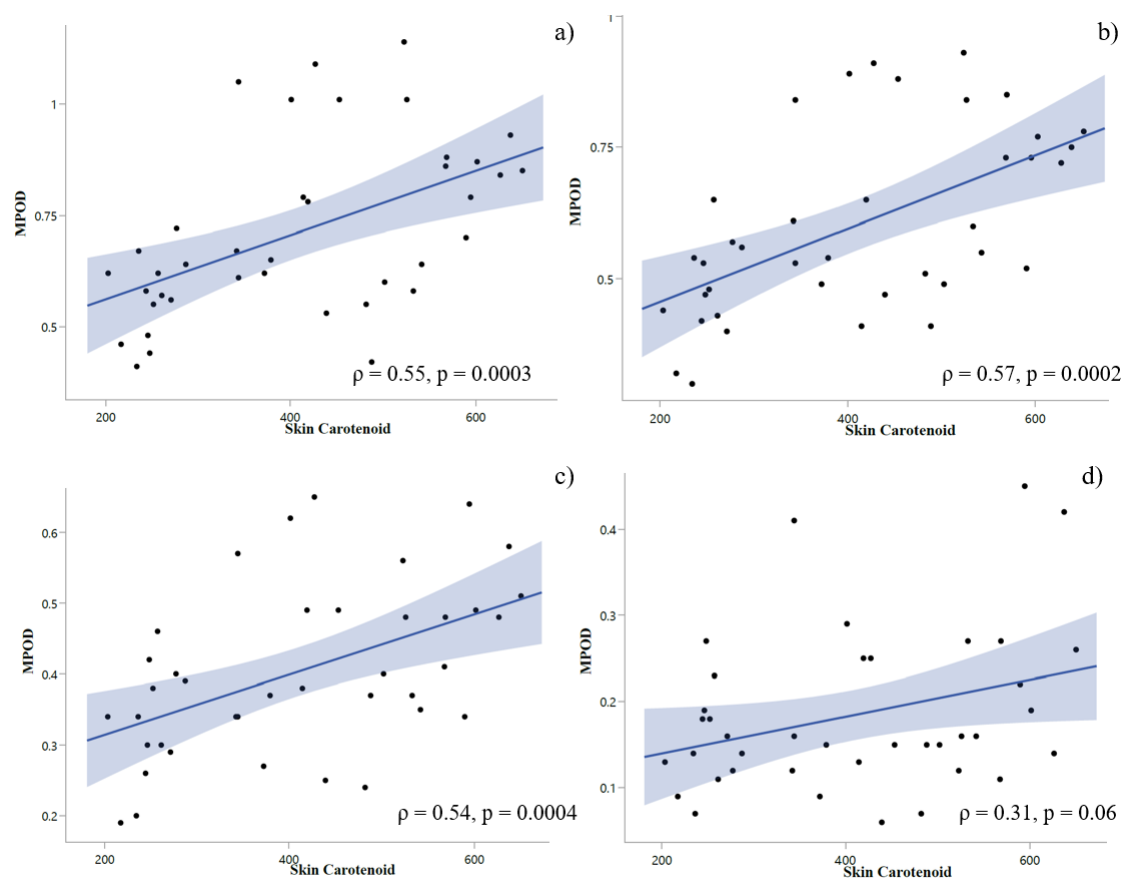 a)
1
0.75
0.5
MPOD
200
400
600
Skin Carotenoid
ρ = 0.55, p = 0.0003
b)
1
0.75
0.5
MPOD
200
400
600
Skin Carotenoid
ρ = 0.57, p = 0.0002
c)
0.6
0.5
0.4
0.3
0.2
MPOD
200
400
600
Skin Carotenoid
ρ = 0.54, p = 0.0004
d)
0.4
0.3
0.2
0.1
MPOD
200
400
600
Skin Carotenoid
ρ = 0.31, p = 0.06